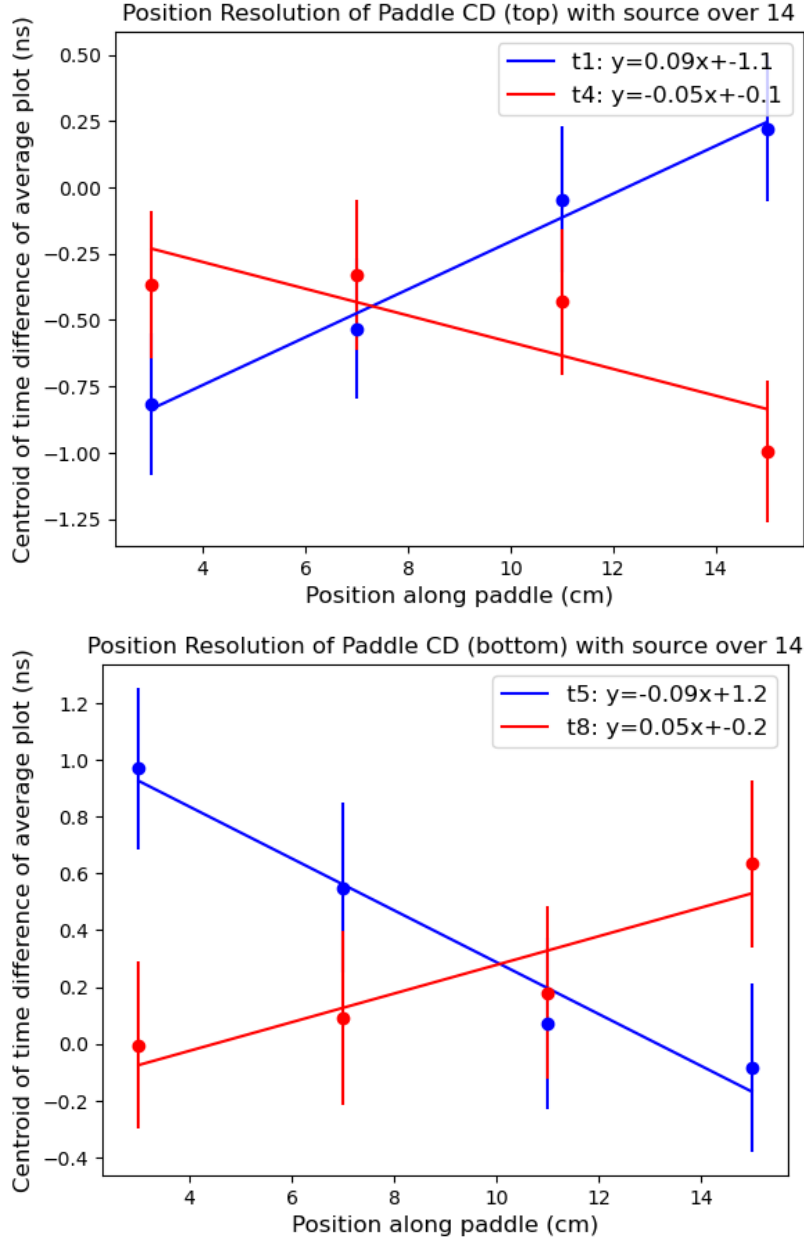 Position Resolution of Paddle CD (top) with source over 14
Centroid of time difference of average plot (ns)
0.50
0.25
0.00
−0.25
−0.50
−0.75
−1.00
−1.25
t1: y=0.09x+-1.1
t4: y=-0.05x+-0.1
4
6
8
10
12
14
Position along paddle (cm)
Position Resolution of Paddle CD (bottom) with source over 14
Centroid of time difference of average plot (ns)
1.2
1.0
0.8
0.6
0.4
0.2
0.0
−0.2
−0.4
t5: y=-0.09x+1.2
t8: y=0.05x+-0.2
4
6
8
10
12
14
Position along paddle (cm)